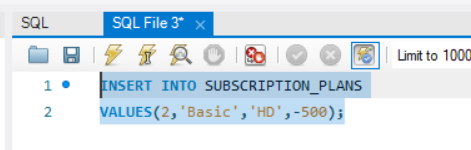 SQL SQL File 3*
Limit to 1000
1 INSERT INTO SUBSCRIPTION_PLANS
2 VALUES(2,'Basic','HD',-500);